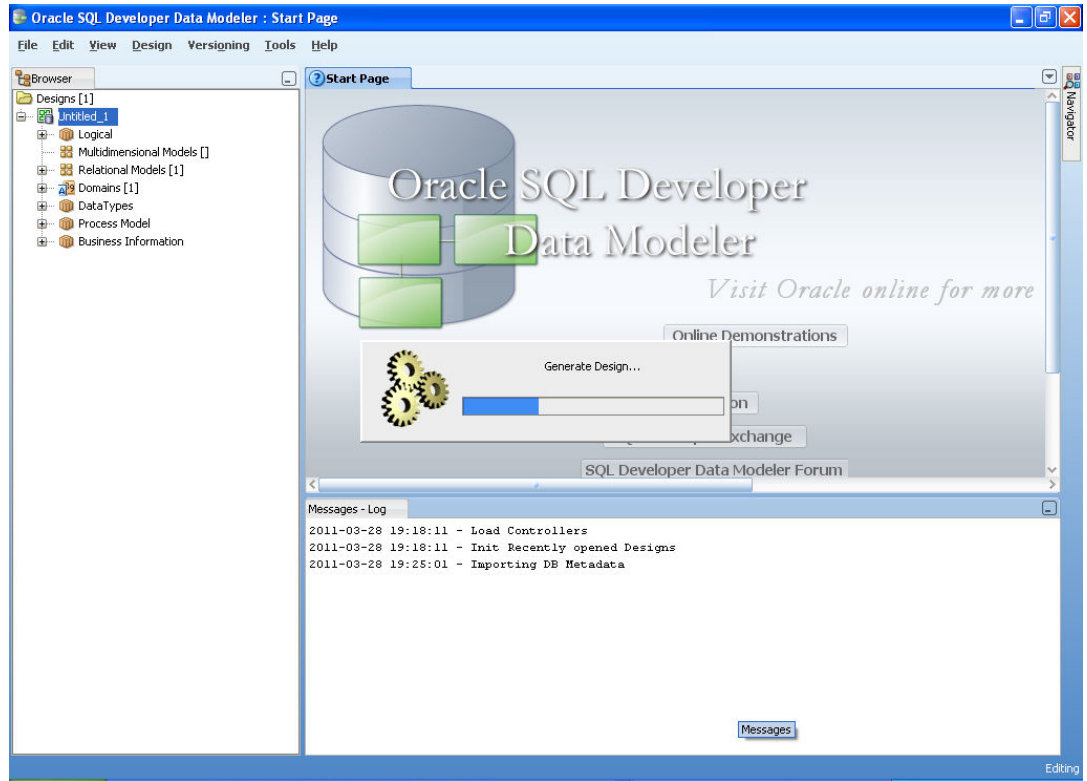 Oracle SQL Developer Data Modeler : Start Page
File Edit View Design Versioning Tools Help
Browser
Designs [1]
Untitled_1
Logical
Multidimensional Models []
Relational Models [1]
Domains [1]
DataTypes
Process Model
Business Information
Start Page
Navigator
Oracle SQL Developer
Data Modeler
Visit Oracle online for more
Online Demonstrations
Generate Design...
on
xchange
SQL Developer Data Modeler Forum
Messages - Log
2011-03-28 19:18:11 - Load Controllers
2011-03-28 19:18:11 - Init Recently opened Designs
2011-03-28 19:25:01 - Importing DB Metadata
Messages
Editing